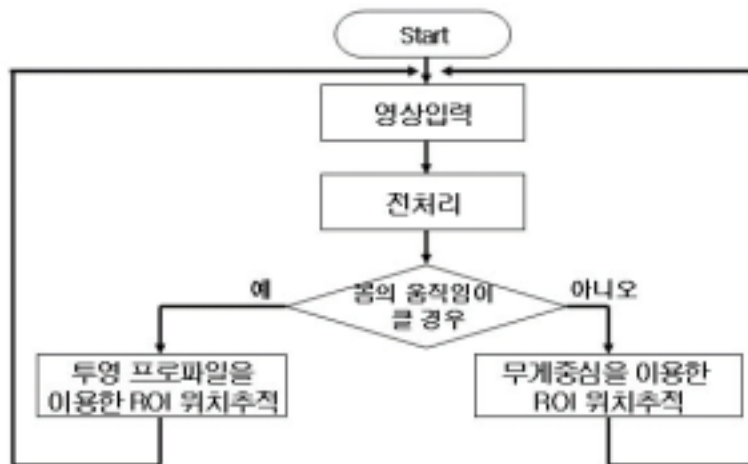 Start
영상입력
전처리
예
몸의 움직임이
클 경우
아니오
투영 프로파일을
이용한 ROI 위치추적
무게중심을 이용한
ROI 위치추적